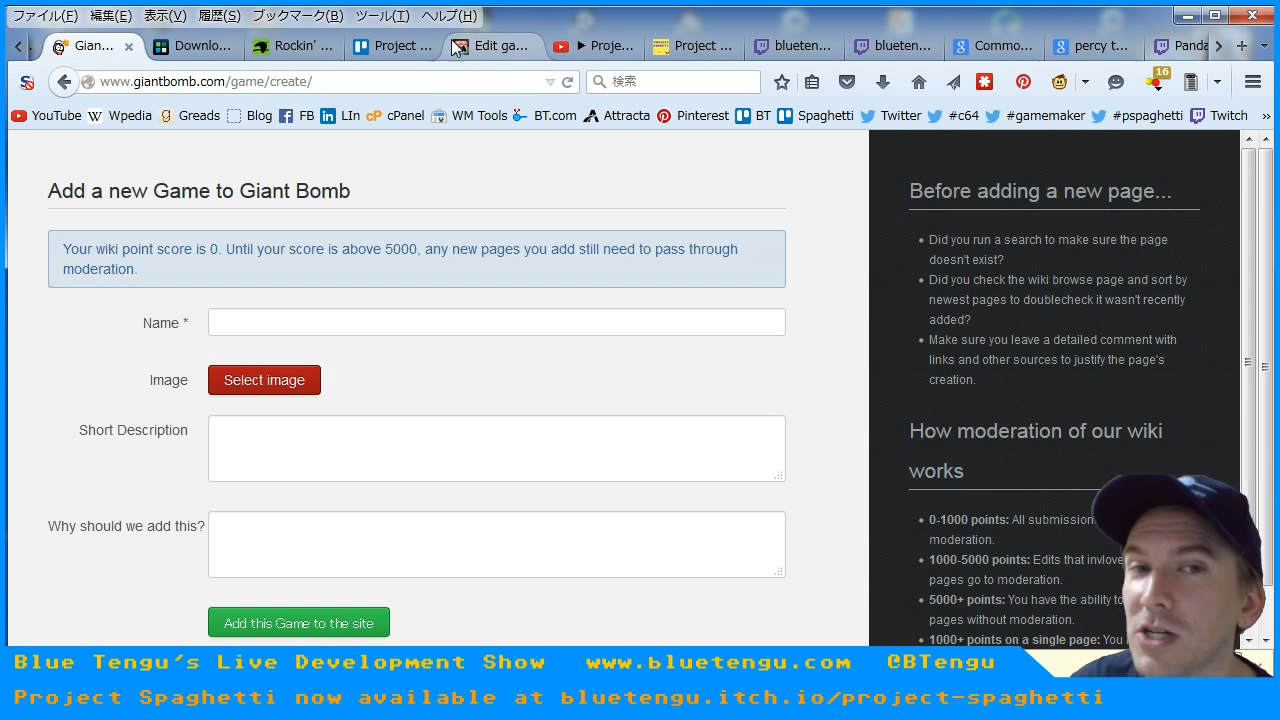 ファイル(F) 編集(E) 表示(V) 履歴(S) ブックマーク(B) ツール(T) ヘルプ(H)
Gian... Downlo... Rockin' ... Project ... Edit ga... ▶ Proje... Project ... blueten... blueten... Commo... percy t... Panda
www.giantbomb.com/game/create/ 検索 16
YouTube Wpedia Greads Blog FB LIn cPanel WM Tools BT.com Attracta Pinterest BT Spaghetti Twitter #c64 #gamemaker #pspaghetti Twitch »
Add a new Game to Giant Bomb
Your wiki point score is 0. Until your score is above 5000, any new pages you add still need to pass through
moderation.
Name *
Image Select image
Short Description
Why should we add this?
Add this Game to the site
Before adding a new page...
Did you run a search to make sure the page
doesn't exist?
Did you check the wiki browse page and sort by
newest pages to doublecheck it wasn't recently
added?
Make sure you leave a detailed comment with
links and other sources to justify the page's
creation.
How moderation of our wiki
works
0-1000 points: All submission
moderation.
1000-5000 points: Edits that invlove
pages go to moderation.
5000+ points: You have the ability to
pages without moderation.
1000+ points on a single page: You
Blue Tengu's Live Development Show www.bluetengu.com @BTengu
Project Spaghetti now available at bluetengu.itch.io/project-spaghetti